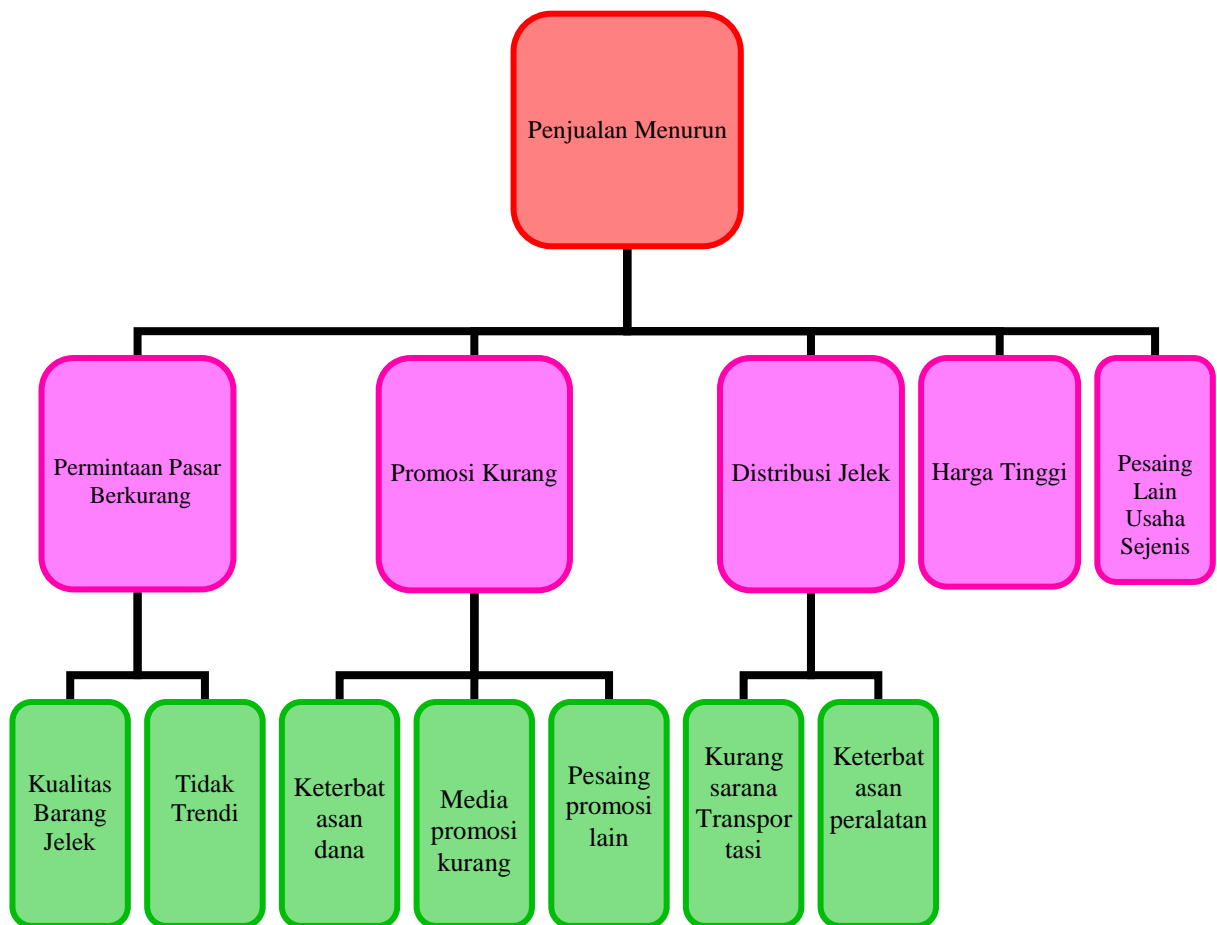 Penjualan Menurun
Permintaan Pasar
Berkurang
Promosi Kurang
Distribusi Jelek
Harga Tinggi
Pesaing
Lain
Usaha
Sejenis
Kualitas
Barang
Jelek
Tidak
Trendi
Keterbat
asan
dana
Media
promosi
kurang
Pesaing
promosi
lain
Kurang
sarana
Transpor
tasi
Keterbat
asan
peralatan